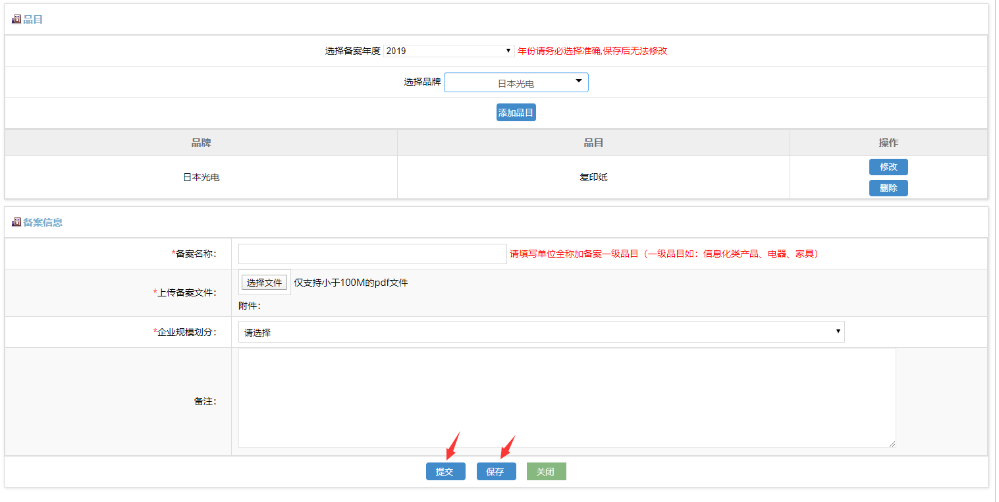 品目
选择备案年度 2019 年份请务必选择准确,保存后无法修改
选择品牌 日本光电
添加品目
品牌 品目 操作
日本光电 复印纸 修改
删除
备案信息
*备案名称： 请填写单位全称加备案一级品目（一级品目如：信息化类产品、电器、家具）
*上传备案文件： 选择文件 仅支持小于100M的pdf文件
附件：
*企业规模划分： 请选择
备注：
提交 保存 关闭